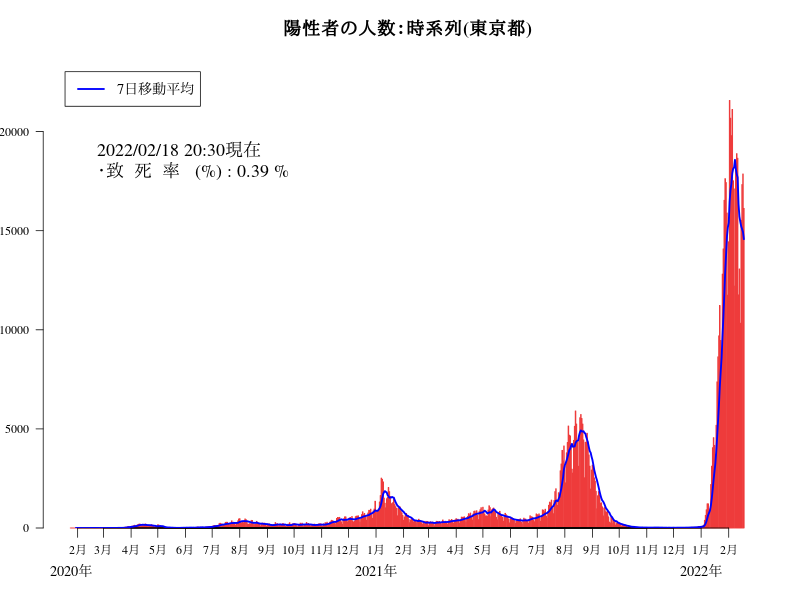 陽性者の人数:時系列(東京都)
7日移動平均
2022/02/18 20:30現在
・致 死 率 (%) : 0.39 %
20000
15000
10000
5000
0
2月 3月 4月 5月 6月 7月 8月 9月 10月 11月 12月 1月 2月 3月 4月 5月 6月 7月 8月 9月 10月 11月 12月 1月 2月
2020年 2021年 2022年